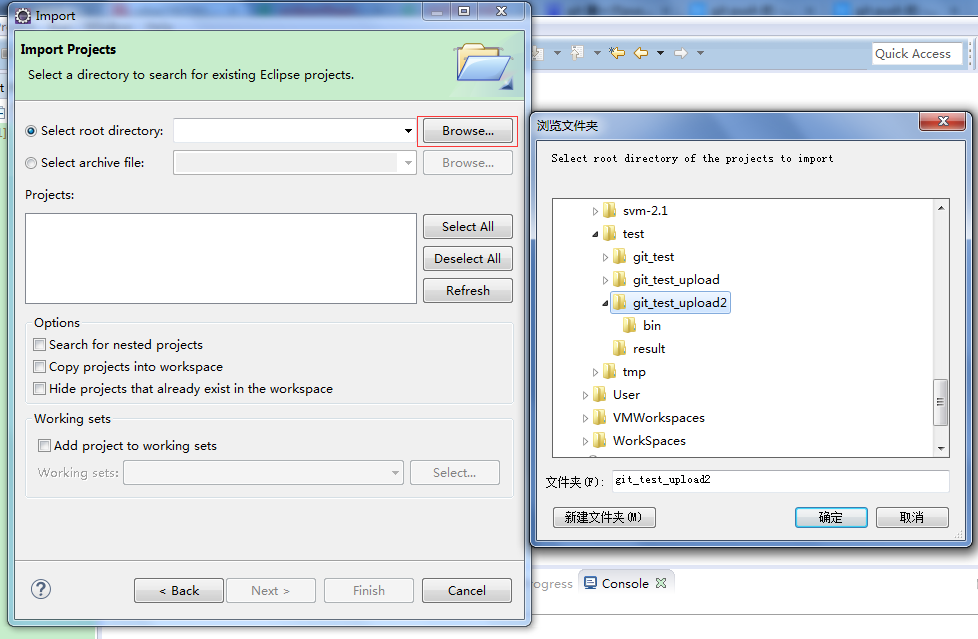 Import
Import Projects
Select a directory to search for existing Eclipse projects.
Select root directory:
Browse...
Select archive file:
Browse...
Projects:
Select All
Deselect All
Refresh
Options
Search for nested projects
Copy projects into workspace
Hide projects that already exist in the workspace
Working sets
Add project to working sets
Working sets:
Select...
< Back
Next >
Finish
Cancel
Quick Access
浏览文件夹
Select root directory of the projects to import
svm-2.1
test
git_test
git_test_upload
git_test_upload2
bin
result
tmp
User
VMWorkspaces
WorkSpaces
文件夹(F):
git_test_upload2
新建文件夹(M)
确定
取消
rogress
Console